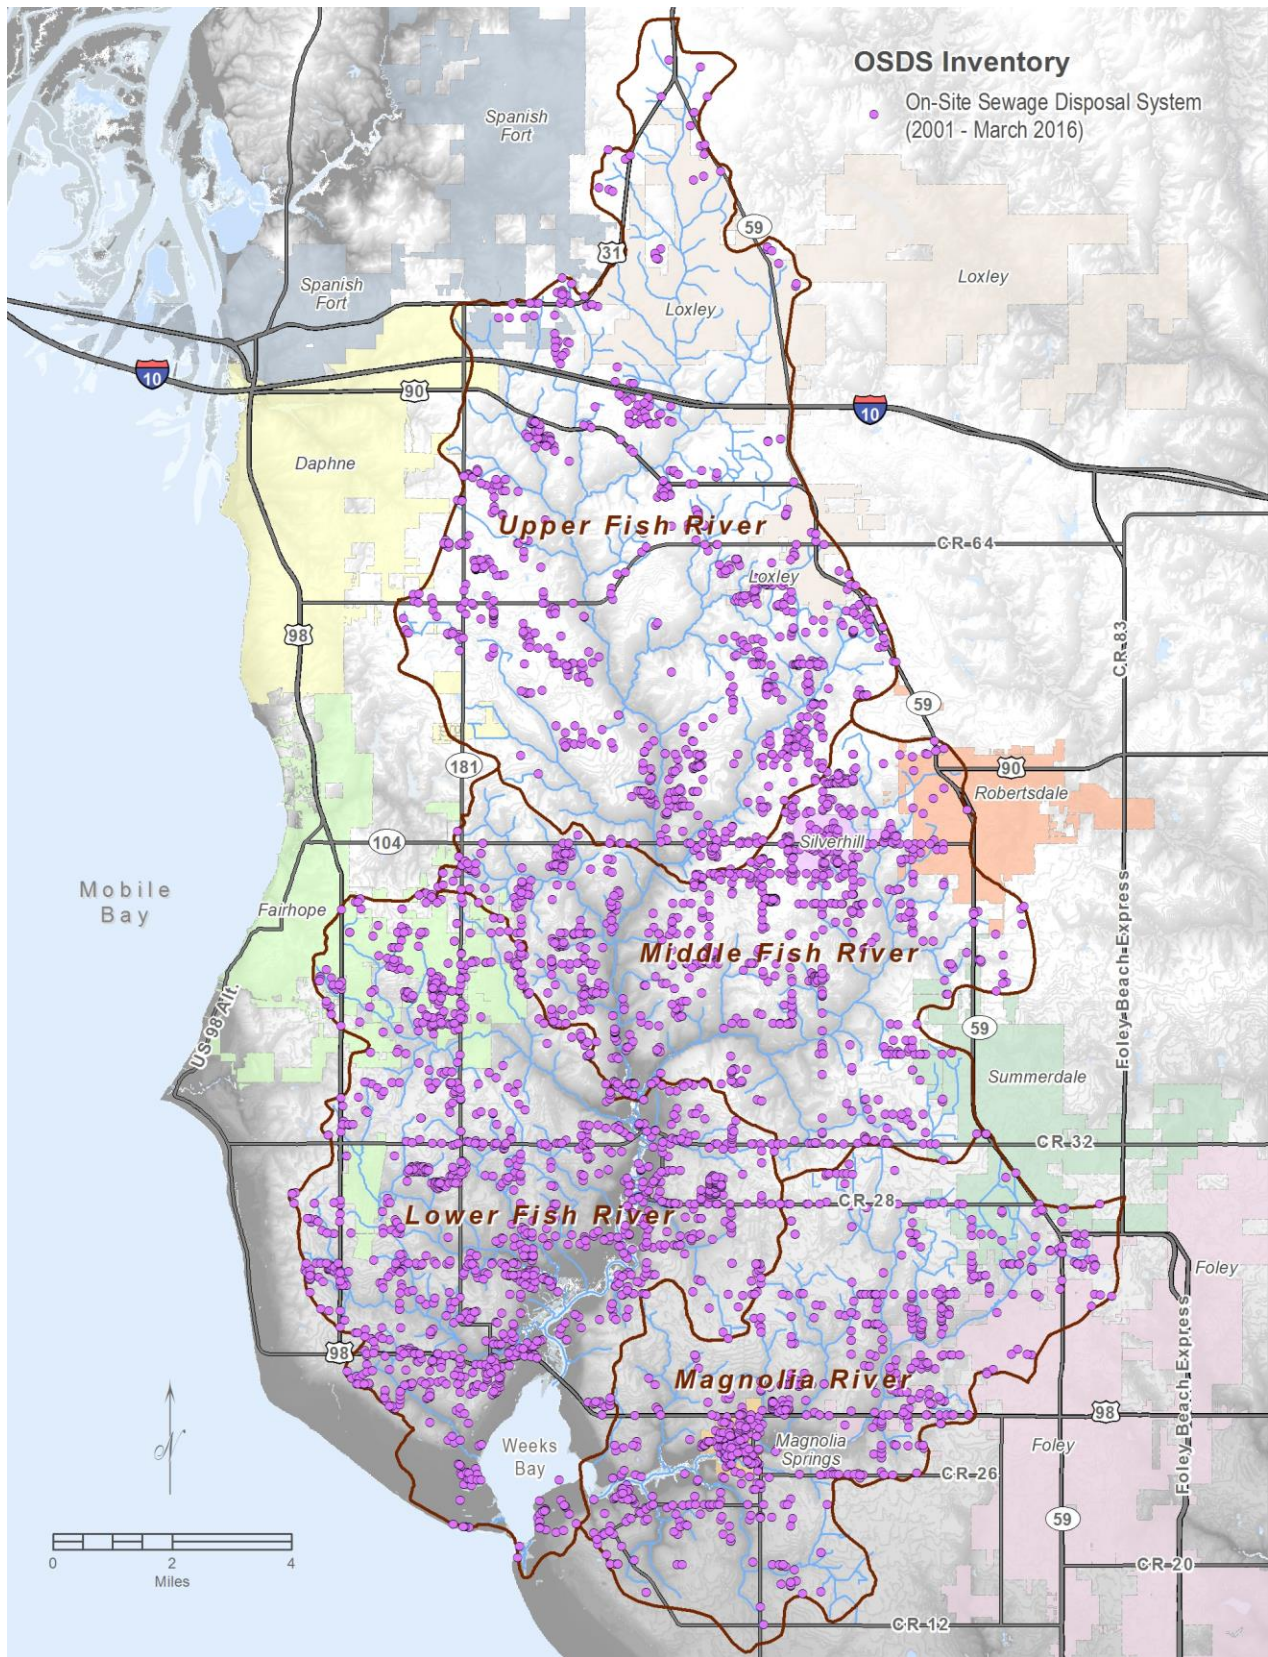 OSDS Inventory
On-Site Sewage Disposal System
(2001 - March 2016)
Spanish
Fort
59
31
Loxley
Spanish
Fort
Loxley
10
90
10
Daphne
Upper Fish River
CR 64
Loxley
98
CR 83
59
181
90
Robertsdale
104
Silverhill
Mobile
Bay
Fairhope
Foley Beach Express
Middle Fish River
US 98 Alt.
59
Summerdale
CR 32
CR 28
Lower Fish River
Foley
98
Foley Beach Express
Magnolia River
98
Magnolia
Springs
Foley
Weeks
Bay
CR 26
N
59
0
2
4
Miles
CR 20
CR 12